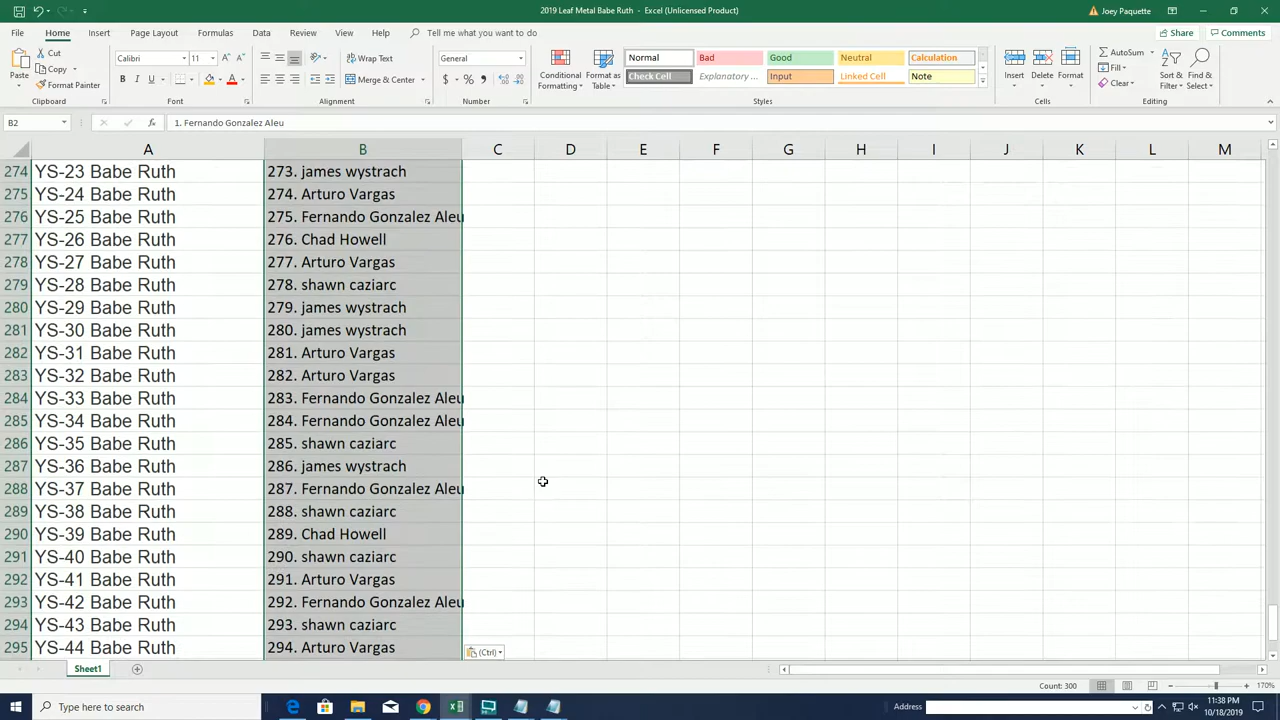 2019 Leaf Metal Babe Ruth - Excel (Unlicensed Product)
Joey Paquette
File Home Insert Page Layout Formulas Data Review View Help Tell me what you want to do
Share Comments
Paste
Cut
Copy
Format Painter
Clipboard
Calibri 11
B I U
Font
Wrap Text
Merge & Center
Alignment
General
$ % ,
Number
Conditional Formatting
Format as Table
Normal Bad Good Neutral Calculation
Check Cell Explanatory ... Input Linked Cell Note
Styles
Insert Delete Format
Cells
AutoSum
Fill
Clear
Sort & Filter
Find & Select
Editing
B2 fx 1. Fernando Gonzalez Aleu
A B C D E F G H I J K L M
274 YS-23 Babe Ruth 273. james wystrach
275 YS-24 Babe Ruth 274. Arturo Vargas
276 YS-25 Babe Ruth 275. Fernando Gonzalez Aleu
277 YS-26 Babe Ruth 276. Chad Howell
278 YS-27 Babe Ruth 277. Arturo Vargas
279 YS-28 Babe Ruth 278. shawn caziarc
280 YS-29 Babe Ruth 279. james wystrach
281 YS-30 Babe Ruth 280. james wystrach
282 YS-31 Babe Ruth 281. Arturo Vargas
283 YS-32 Babe Ruth 282. Arturo Vargas
284 YS-33 Babe Ruth 283. Fernando Gonzalez Aleu
285 YS-34 Babe Ruth 284. Fernando Gonzalez Aleu
286 YS-35 Babe Ruth 285. shawn caziarc
287 YS-36 Babe Ruth 286. james wystrach
288 YS-37 Babe Ruth 287. Fernando Gonzalez Aleu
289 YS-38 Babe Ruth 288. shawn caziarc
290 YS-39 Babe Ruth 289. Chad Howell
291 YS-40 Babe Ruth 290. shawn caziarc
292 YS-41 Babe Ruth 291. Arturo Vargas
293 YS-42 Babe Ruth 292. Fernando Gonzalez Aleu
294 YS-43 Babe Ruth 293. shawn caziarc
295 YS-44 Babe Ruth 294. Arturo Vargas
(Ctrl)
Sheet1
Count: 300 170%
Type here to search
Address
11:38 PM
10/18/2019